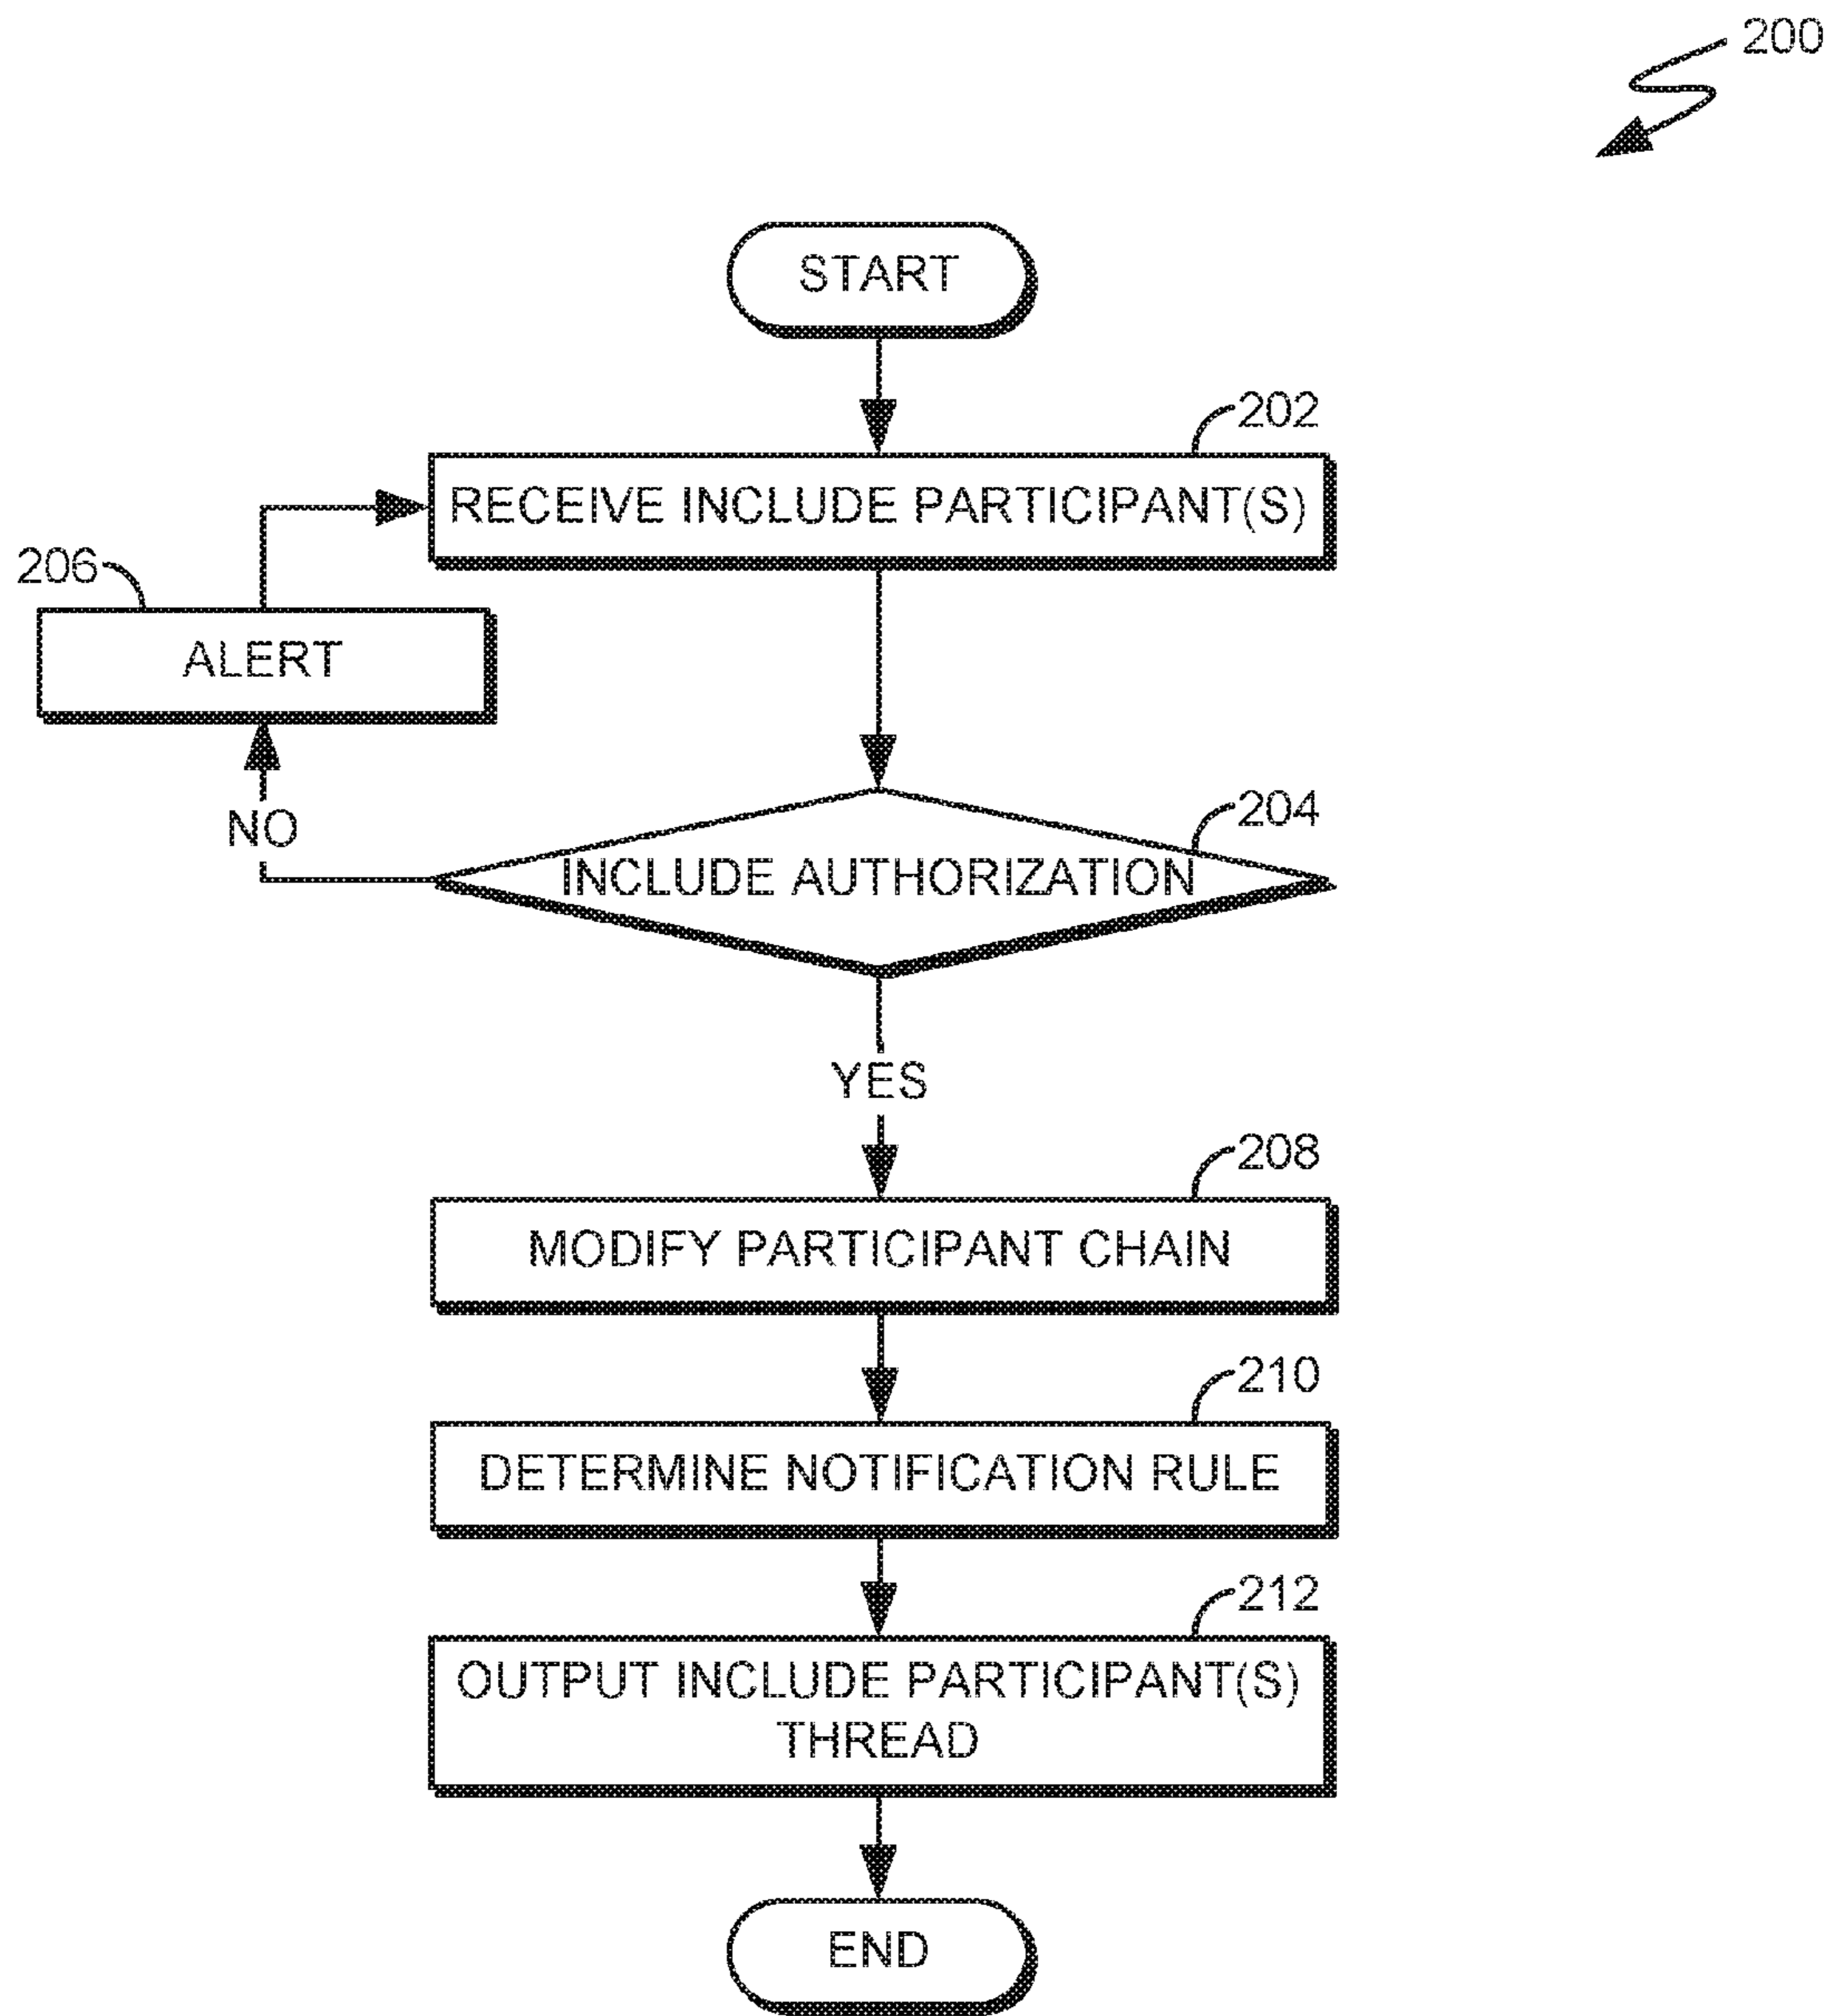 200
START
202
RECEIVE INCLUDE PARTICIPANT(S)
206
ALERT
NO
204
INCLUDE AUTHORIZATION
YES
208
MODIFY PARTICIPANT CHAIN
210
DETERMINE NOTIFICATION RULE
212
OUTPUT INCLUDE PARTICIPANT(S)
THREAD
END